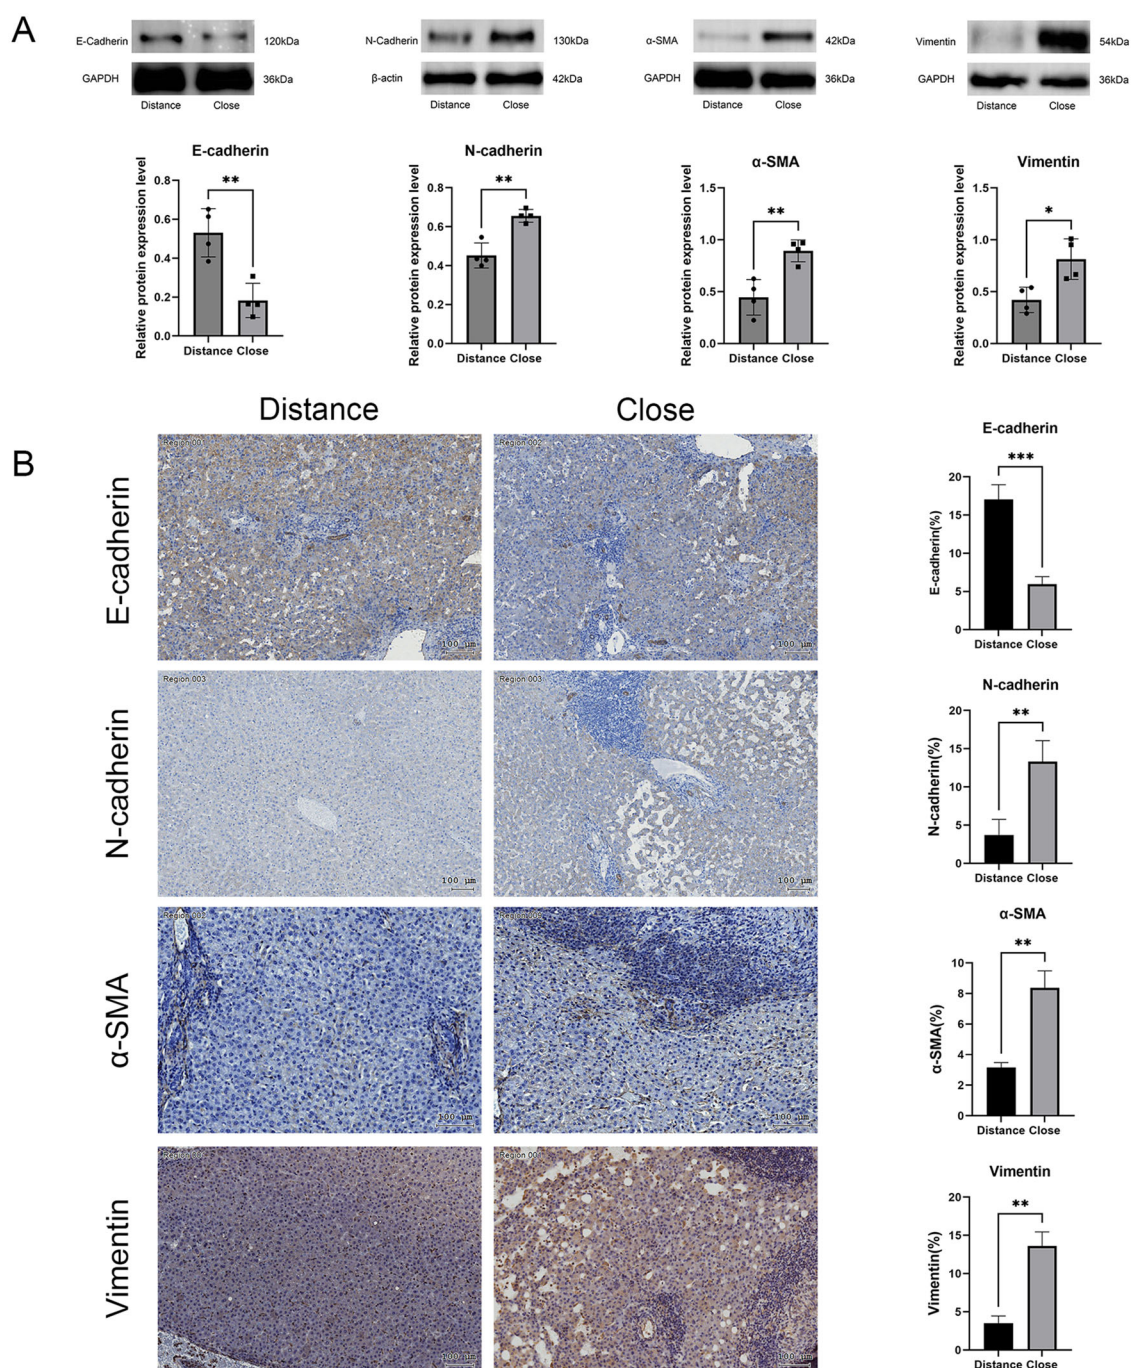 A
E-Cadherin
120kDa
GAPDH
36kDa
Distance Close
N-Cadherin
130kDa
β-actin
42kDa
Distance Close
α-SMA
42kDa
GAPDH
36kDa
Distance Close
Vimentin
54kDa
GAPDH
36kDa
Distance Close
E-cadherin
Relative protein expression level
0.8
0.6
0.4
0.2
0.0
**
Distance Close
N-cadherin
Relative protein expression level
0.8
0.6
0.4
0.2
0.0
**
Distance Close
α-SMA
Relative protein expression level
1.5
1.0
0.5
0.0
**
Distance Close
Vimentin
Relative protein expression level
1.5
1.0
0.5
0.0
*
Distance Close
B
Distance
Close
E-cadherin
Region 001
100 μm
Region 002
100 μm
E-cadherin
E-cadherin(%)
20
15
10
5
0
***
Distance Close
N-cadherin
Region 003
100 μm
Region 003
100 μm
N-cadherin
N-cadherin(%)
20
15
10
5
0
**
Distance Close
α-SMA
Region 002
100 μm
Region
100 μm
α-SMA
α-SMA(%)
10
8
6
4
2
0
**
Distance Close
Vimentin
Region
100 μm
Region
100 μm
Vimentin
Vimentin(%)
20
15
10
5
0
**
Distance Close